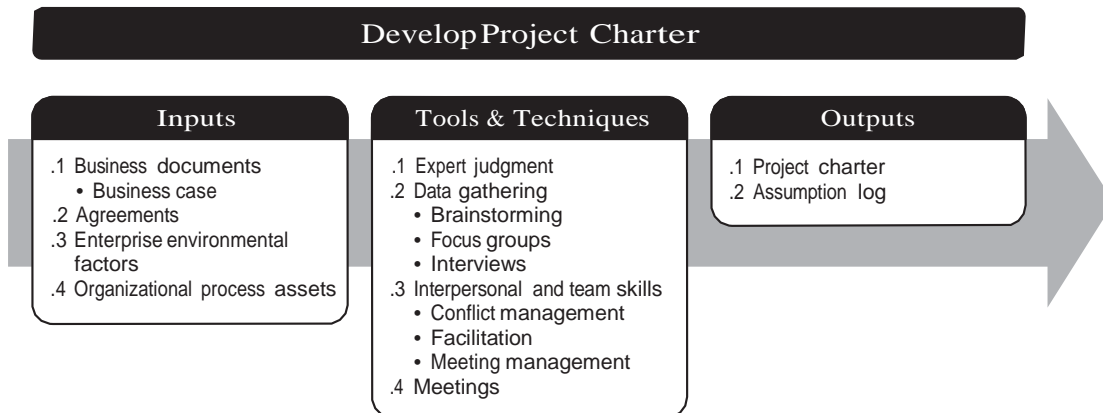 Develop Project Charter
Inputs
.1 Business documents
• Business case
.2 Agreements
.3 Enterprise environmental
factors
.4 Organizational process assets
Tools & Techniques
.1 Expert judgment
.2 Data gathering
• Brainstorming
• Focus groups
• Interviews
.3 Interpersonal and team skills
• Conflict management
• Facilitation
• Meeting management
.4 Meetings
Outputs
.1 Project charter
.2 Assumption log